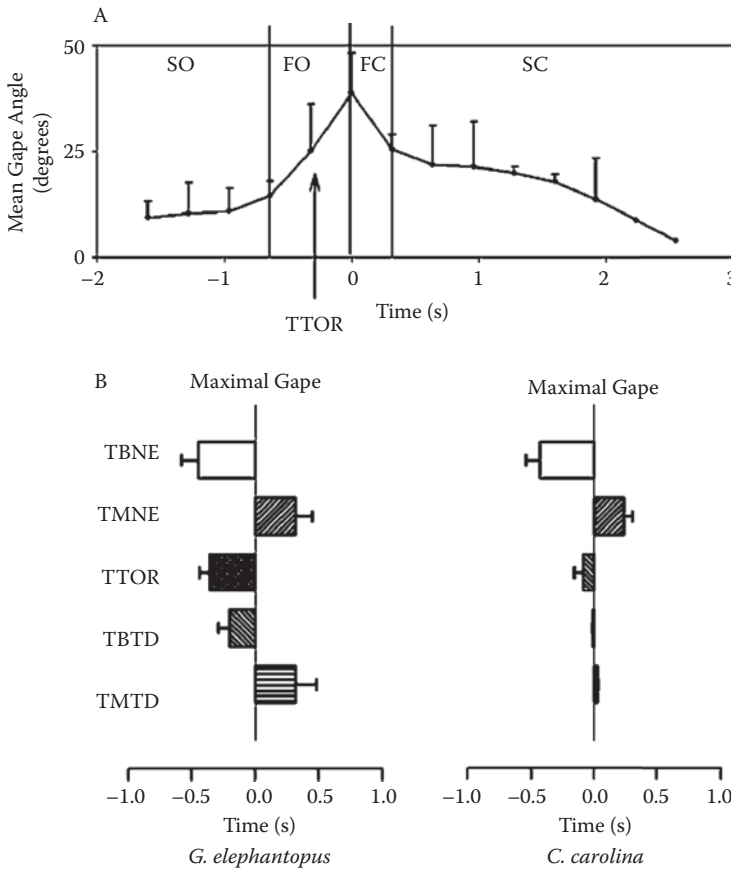 A
50
SO FO FC SC
Mean Gape Angle
(degrees)
25
0
−2 −1 0 1 2 3
TTOR
Time (s)
B
Maximal Gape Maximal Gape
TBNE
TMNE
TTOR
TBTD
TMTD
−1.0 −0.5 0.0 0.5 1.0 −1.0 −0.5 0.0 0.5 1.0
Time (s) Time (s)
G. elephantopus C. carolina